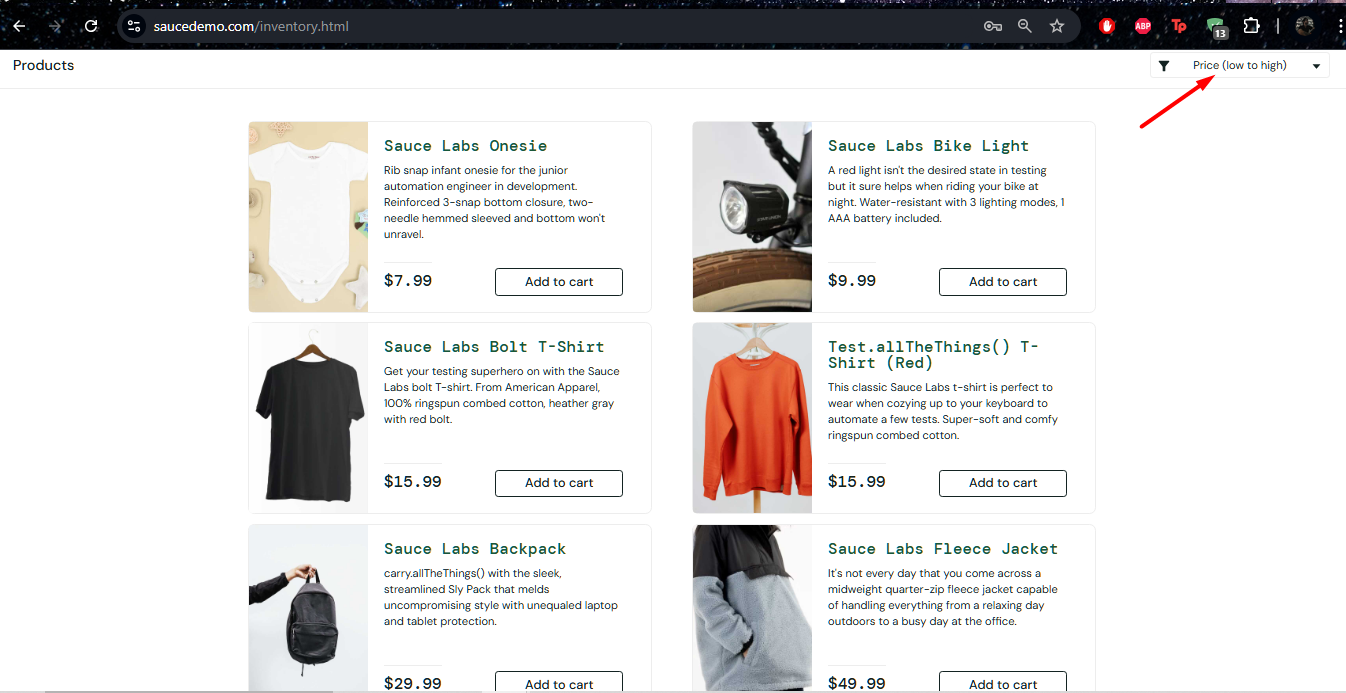 saucedemo.com/inventory.html
ABP
Tp
13
Products
Price (low to high)
Sauce Labs Onesie
Rib snap infant onesie for the junior
automation engineer in development.
Reinforced 3-snap bottom closure, two-
needle hemmed sleeved and bottom won't
unravel.
$7.99
Add to cart
Sauce Labs Bike Light
A red light isn't the desired state in testing
but it sure helps when riding your bike at
night. Water-resistant with 3 lighting modes, 1
AAA battery included.
$9.99
Add to cart
Sauce Labs Bolt T-Shirt
Get your testing superhero on with the Sauce
Labs bolt T-shirt. From American Apparel,
100% ringspun combed cotton, heather gray
with red bolt.
$15.99
Add to cart
Test.allTheThings() T-
Shirt (Red)
This classic Sauce Labs t-shirt is perfect to
wear when cozying up to your keyboard to
automate a few tests. Super-soft and comfy
ringspun combed cotton.
$15.99
Add to cart
Sauce Labs Backpack
carry.allTheThings() with the sleek,
streamlined Sly Pack that melds
uncompromising style with unequaled laptop
and tablet protection.
$29.99
Add to cart
Sauce Labs Fleece Jacket
It's not every day that you come across a
midweight quarter-zip fleece jacket capable
of handling everything from a relaxing day
outdoors to a busy day at the office.
$49.99
Add to cart